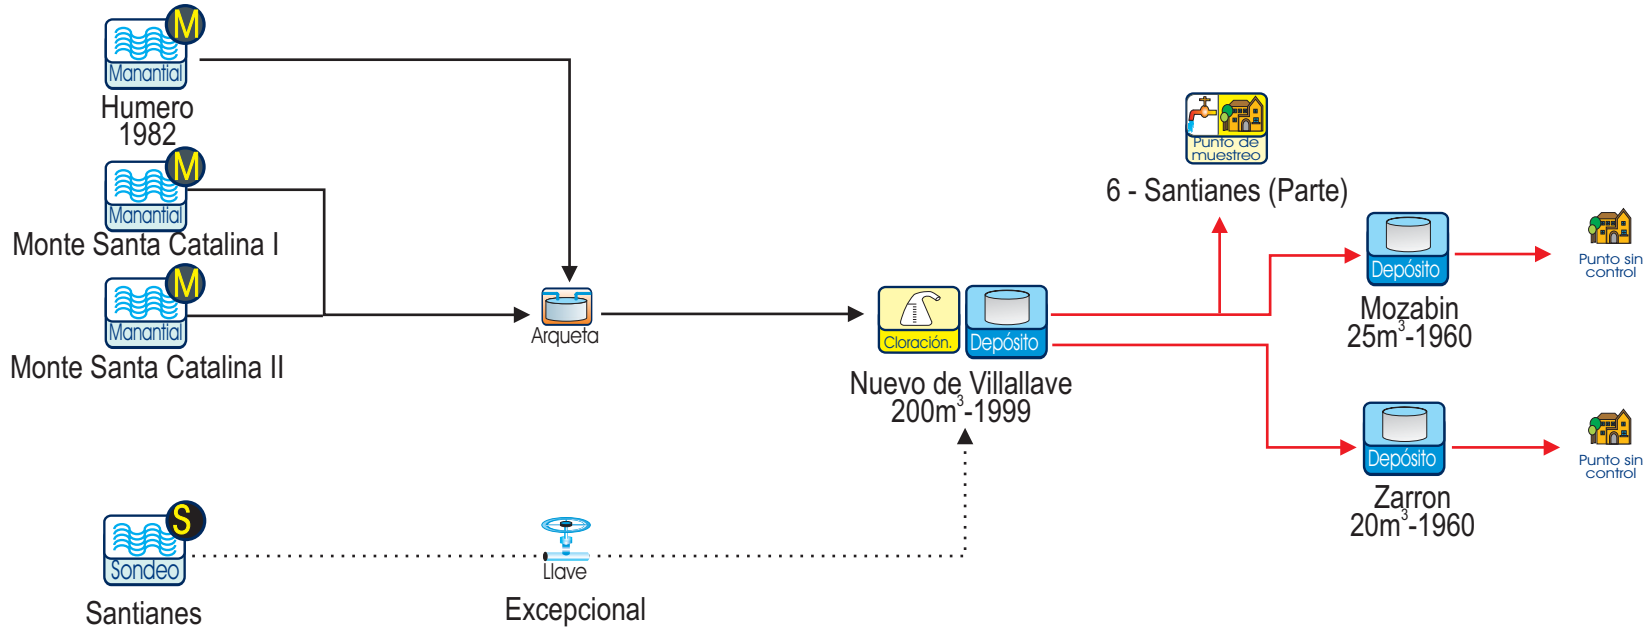 M
Manantial
Humero
1982
M
Manantial
Monte Santa Catalina I
M
Manantial
Monte Santa Catalina II
Arqueta
Cloración.
Depósito
Nuevo de Villallave
200m³-1999
Punto de
muestreo
6 - Santianes (Parte)
Depósito
Mozabin
25m³-1960
Punto sin
control
Depósito
Zarron
20m³-1960
Punto sin
control
S
Sondeo
Santianes
Llave
Excepcional